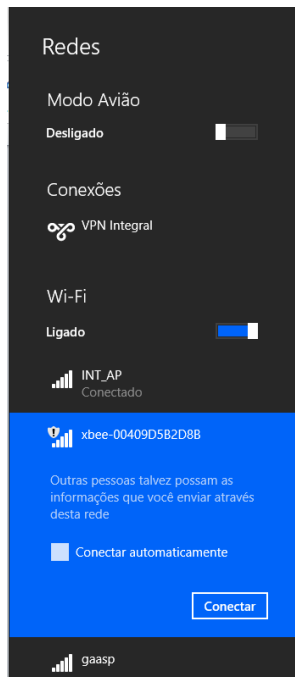 Redes
Modo Avião
Desligado
Conexões
VPN Integral
Wi-Fi
Ligado
INT_AP
Conectado
xbee-00409D5B2D8B
Outras pessoas talvez possam as
informações que você enviar através
desta rede
Conectar automaticamente
Conectar
gaasp